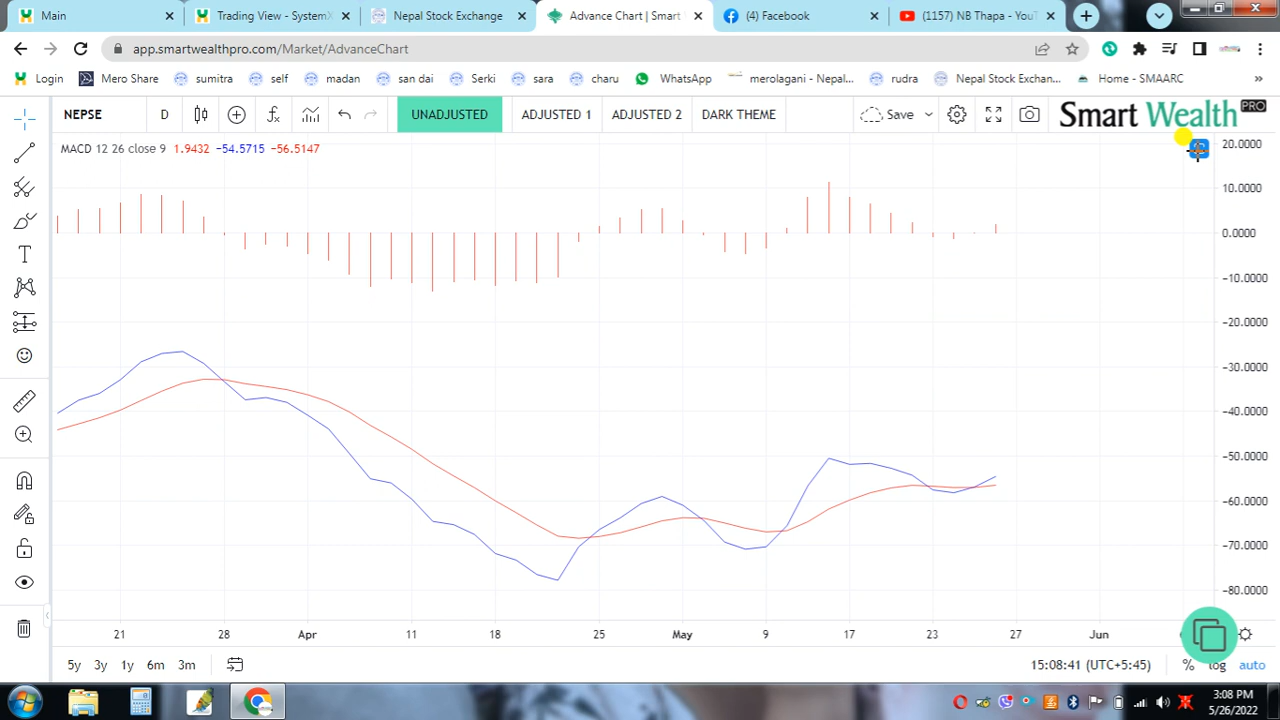 Main
Trading View - SystemX
Nepal Stock Exchange
Advance Chart | Smart
Facebook
(1157) NB Thapa - YouT
app.smartwealthpro.com/Market/AdvanceChart
Login
Mero Share
sumitra
self
madan
san dai
Serki
sara
charu
WhatsApp
merolagani - Nepal...
rudra
Nepal Stock Exchan...
Home - SMAARC
»
NEPSE
D
UNADJUSTED
ADJUSTED 1
ADJUSTED 2
DARK THEME
Save
Smart Wealth PRO
MACD 12 26 close 9 1.9432 −54.5715 −56.5147
20.0000
10.0000
0.0000
−10.0000
−20.0000
−30.0000
−40.0000
−50.0000
−60.0000
−70.0000
−80.0000
21 28 Apr 11 18 25 May 9 17 23 27 Jun
5y 3y 1y 6m 3m
15:08:41 (UTC+5:45) % log auto
3:08 PM
5/26/2022